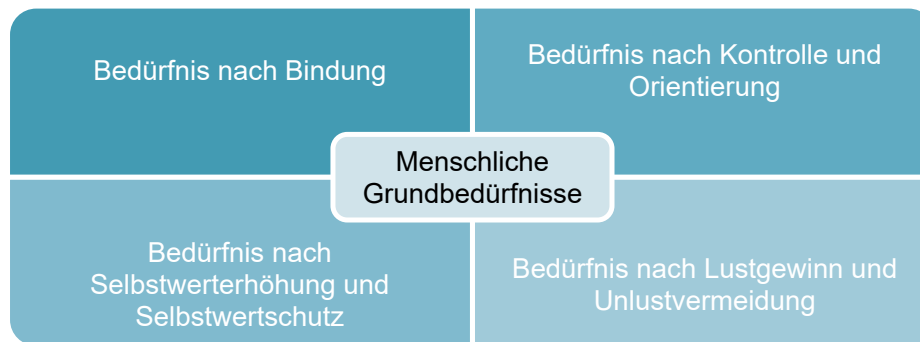 Bedürfnis nach Bindung
Bedürfnis nach Kontrolle und
Orientierung
Menschliche
Grundbedürfnisse
Bedürfnis nach
Selbstwerterhöhung und
Selbstwertschutz
Bedürfnis nach Lustgewinn und
Unlustvermeidung